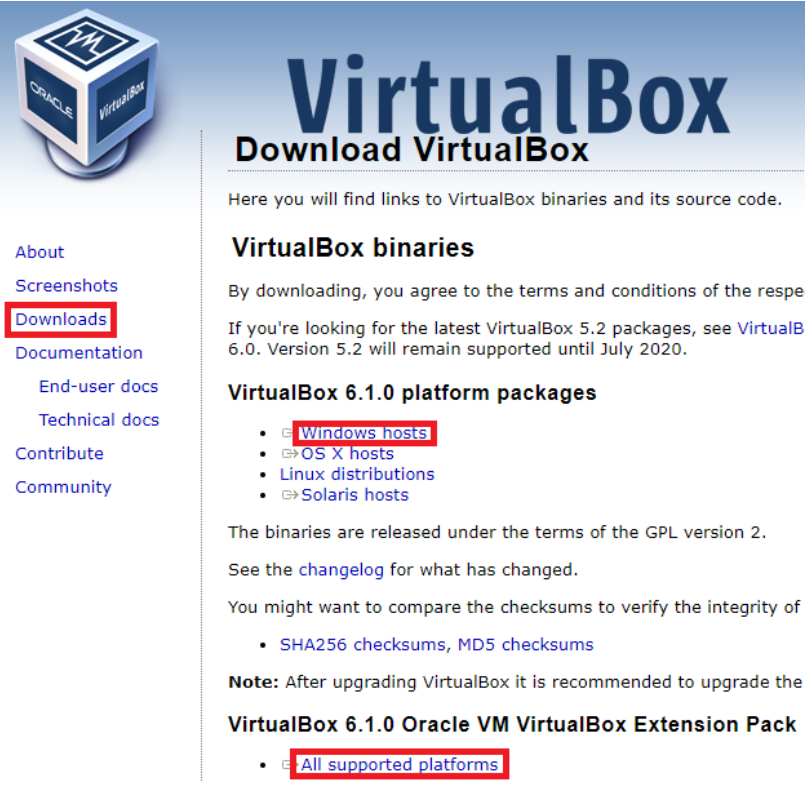 ORACLE
VirtualBox
VirtualBox
Download VirtualBox
Here you will find links to VirtualBox binaries and its source code.
About
Screenshots
Downloads
Documentation
End-user docs
Technical docs
Contribute
Community
VirtualBox binaries
By downloading, you agree to the terms and conditions of the respe
If you're looking for the latest VirtualBox 5.2 packages, see VirtualB
6.0. Version 5.2 will remain supported until July 2020.
VirtualBox 6.1.0 platform packages
• Windows hosts
• OS X hosts
• Linux distributions
• Solaris hosts
The binaries are released under the terms of the GPL version 2.
See the changelog for what has changed.
You might want to compare the checksums to verify the integrity of
• SHA256 checksums, MD5 checksums
Note: After upgrading VirtualBox it is recommended to upgrade the
VirtualBox 6.1.0 Oracle VM VirtualBox Extension Pack
• All supported platforms